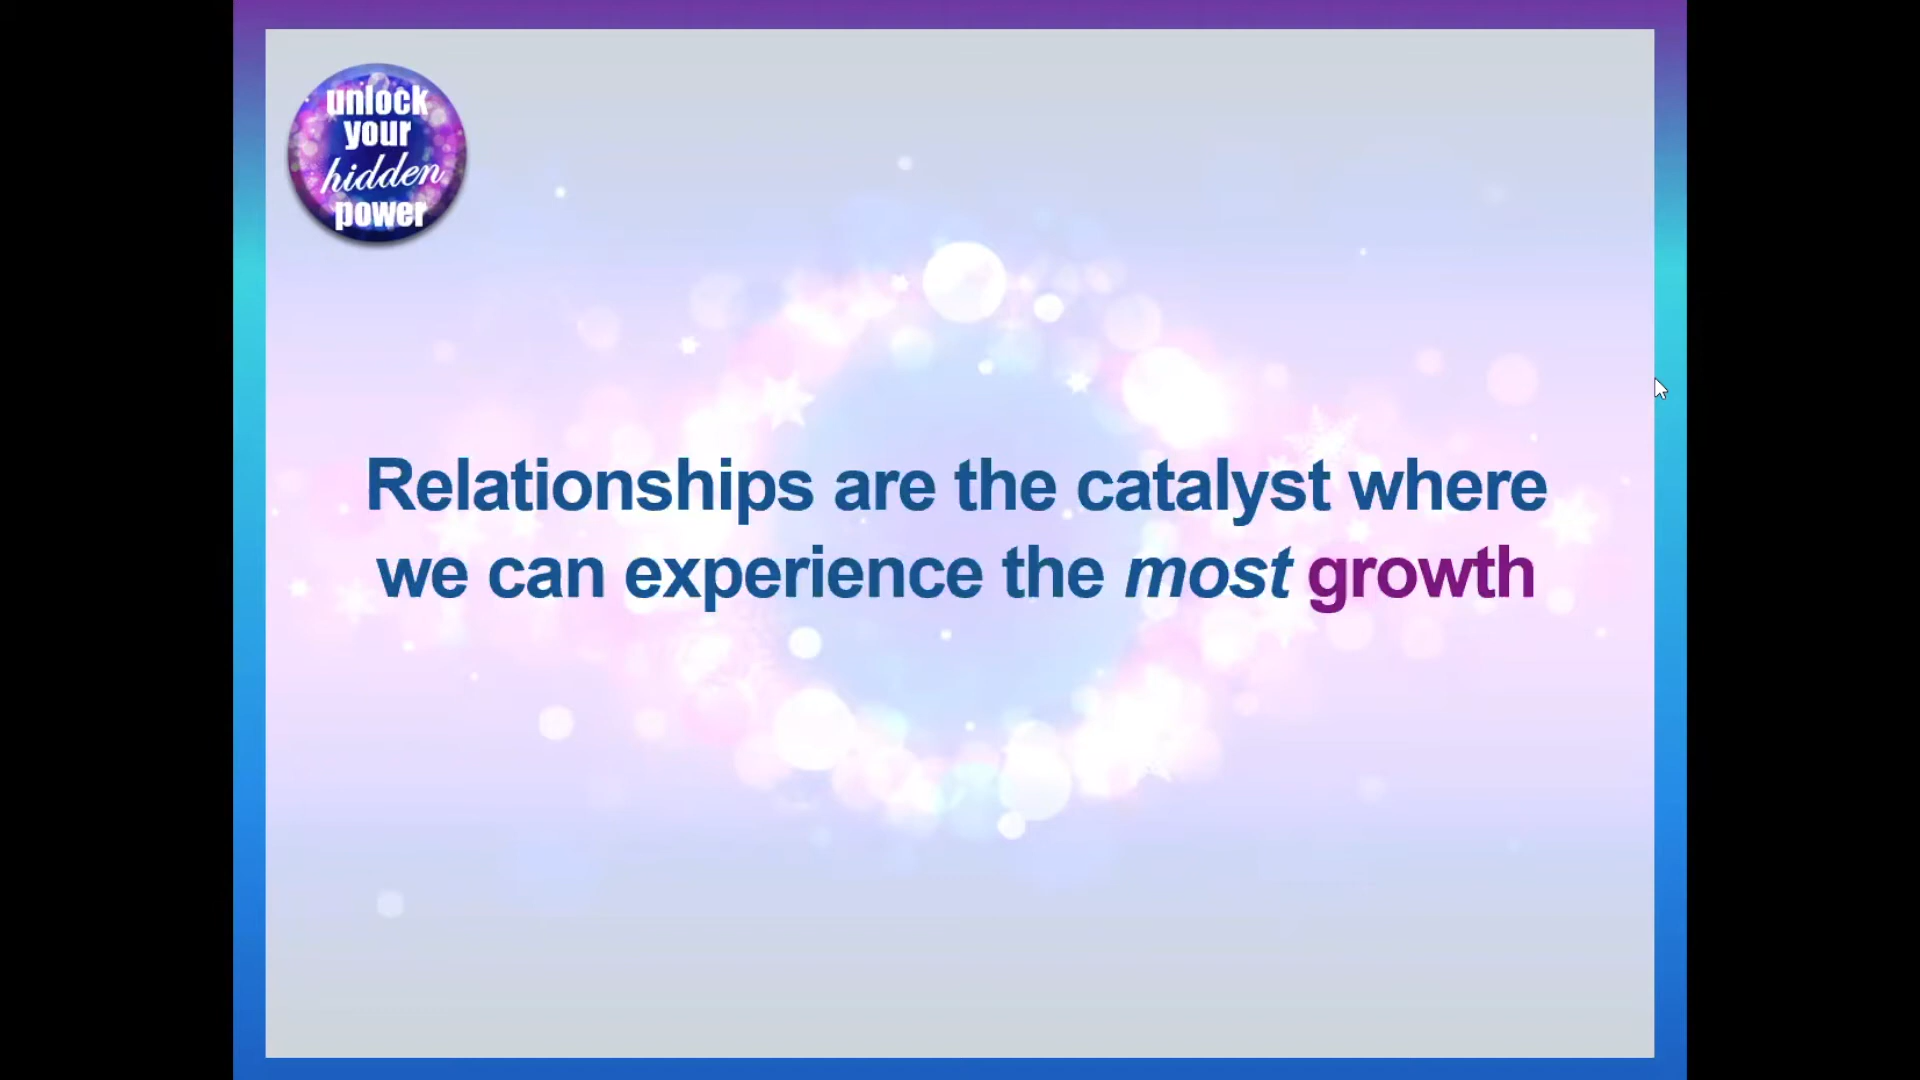 unlock
your
hidden
power
Relationships are the catalyst where
we can experience the most growth